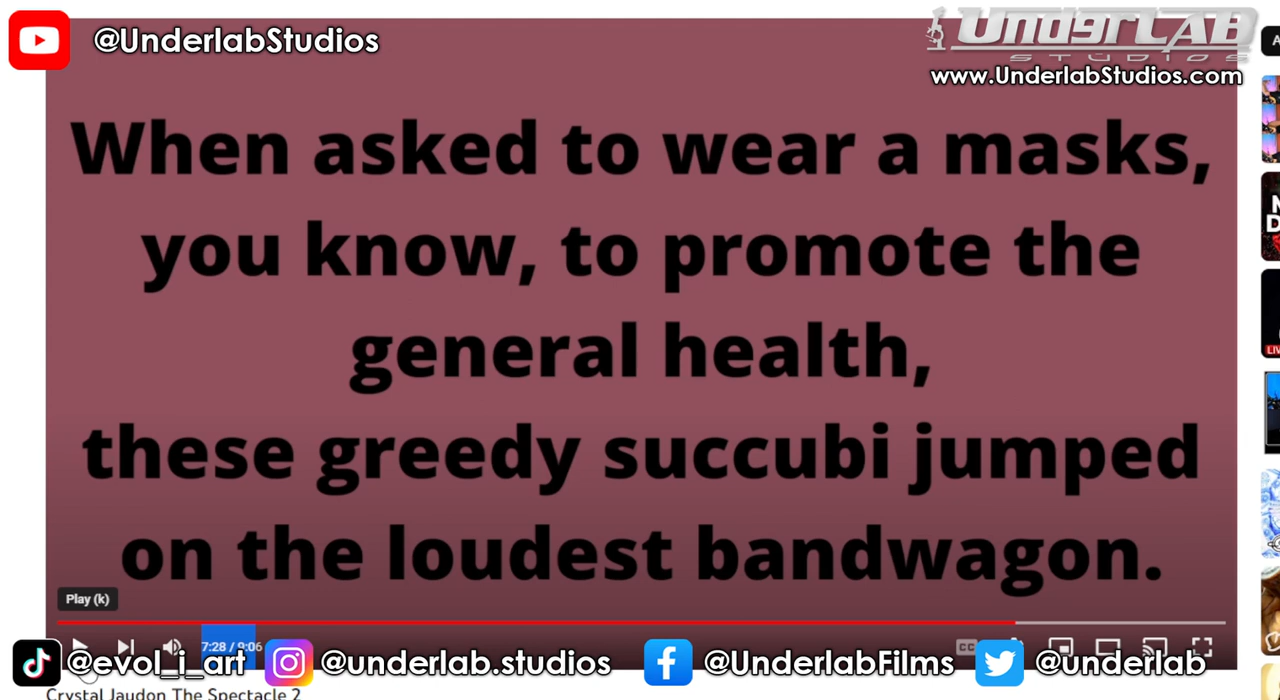 @UnderlabStudios
UndərLAB
STUDIOS
www.UnderlabStudios.com
When asked to wear a masks,
you know, to promote the
general health,
these greedy succubi jumped
on the loudest bandwagon.
Play (k)
7:28 / 9:06
@evol_i_art
@underlab.studios
@UnderlabFilms
@underlab
Crystal Jaudon The Spectacle 2